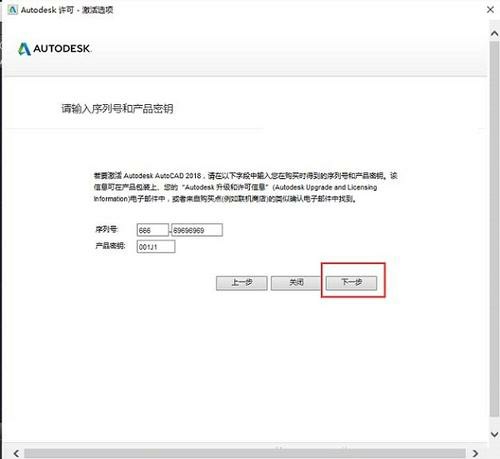 Autodesk 许可 - 激活选项
AUTODESK.
请输入序列号和产品密钥
若要激活 Autodesk AutoCAD 2018，请在以下字段中输入您在购买时得到的序列号和产品密钥。该
信息可在产品包装上、您的“Autodesk 升级和许可信息”(Autodesk Upgrade and Licensing
Information)电子邮件中，或者来自购买点(例如联机商店)的类似确认电子邮件中找到。
序列号: 666 - 69696969
产品密钥: 001J1
上一步 关闭 下一步